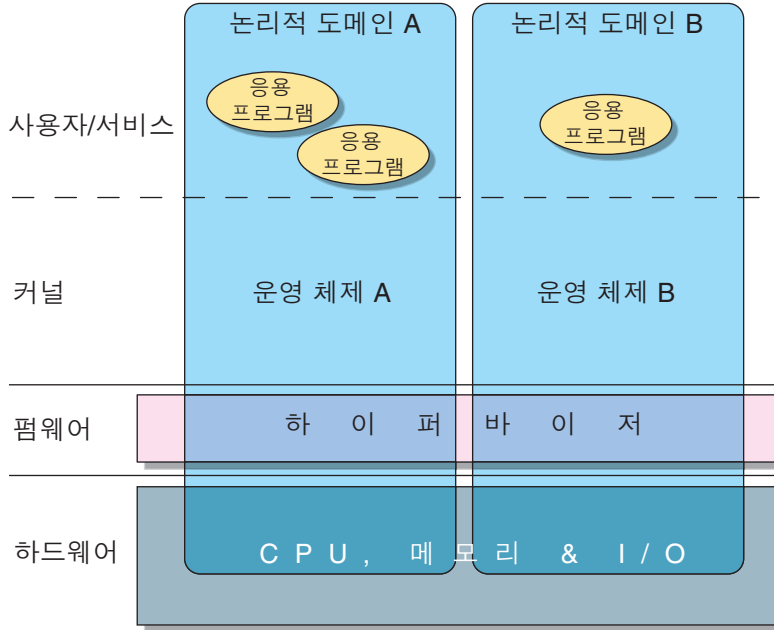 논리적 도메인 A
논리적 도메인 B
사용자/서비스
응용
프로그램
응용
프로그램
응용
프로그램
커널
운영 체제 A
운영 체제 B
펌웨어
하 이 퍼 바 이 저
하드웨어
C P U , 메 모 리 & I / O